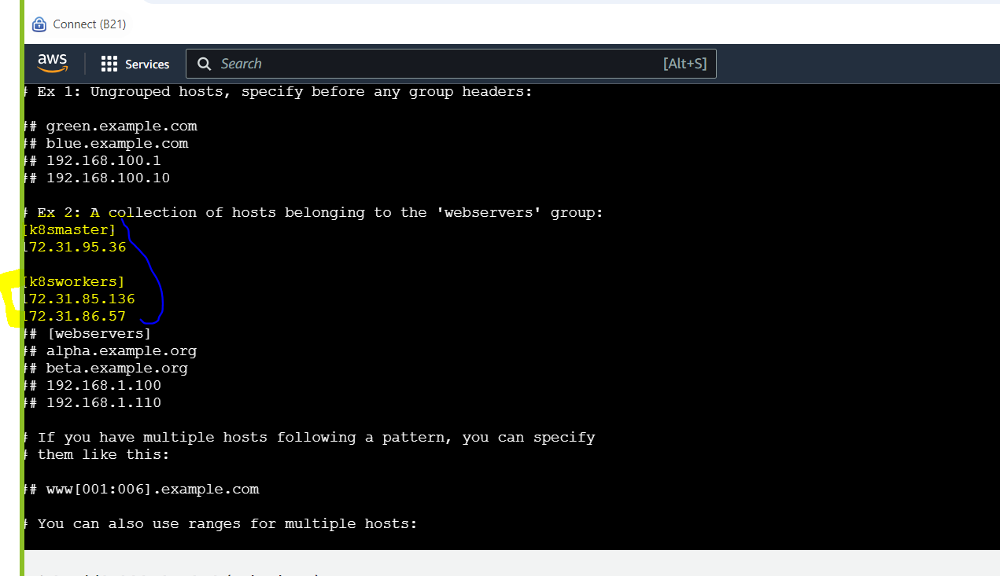 Connect (B21)
aws Services Search [Alt+S]
# Ex 1: Ungrouped hosts, specify before any group headers:
## green.example.com
## blue.example.com
## 192.168.100.1
## 192.168.100.10
# Ex 2: A collection of hosts belonging to the 'webservers' group:
[k8smaster]
172.31.95.36
[k8sworkers]
172.31.85.136
172.31.86.57
## [webservers]
## alpha.example.org
## beta.example.org
## 192.168.1.100
## 192.168.1.110
# If you have multiple hosts following a pattern, you can specify
# them like this:
## www[001:006].example.com
# You can also use ranges for multiple hosts: